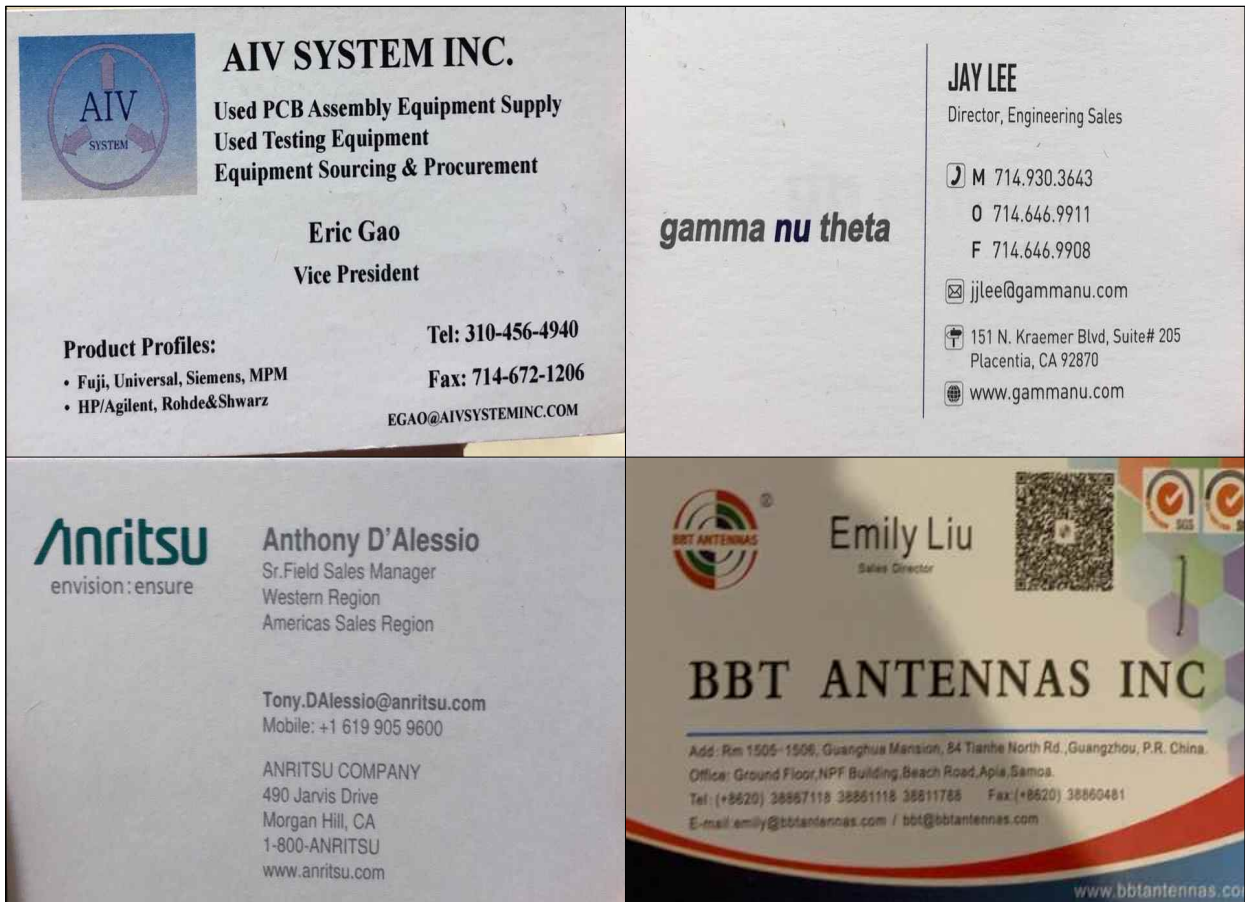 AIV
SYSTEM
AIV SYSTEM INC.
Used PCB Assembly Equipment Supply
Used Testing Equipment
Equipment Sourcing & Procurement
Eric Gao
Vice President
Product Profiles:
• Fuji, Universal, Siemens, MPM
• HP/Agilent, Rohde&Shwarz
Tel: 310-456-4940
Fax: 714-672-1206
EGAO@AIVSYSTEMINC.COM
gamma nu theta
JAY LEE
Director, Engineering Sales
M 714.930.3643
O 714.646.9911
F 714.646.9908
jjlee@gammanu.com
151 N. Kraemer Blvd, Suite# 205
Placentia, CA 92870
www.gammanu.com
Anritsu
envision : ensure
Anthony D'Alessio
Sr.Field Sales Manager
Western Region
Americas Sales Region
Tony.DAlessio@anritsu.com
Mobile: +1 619 905 9600
ANRITSU COMPANY
490 Jarvis Drive
Morgan Hill, CA
1-800-ANRITSU
www.anritsu.com
BBT ANTENNAS
®
Emily Liu
Sales Director
SGS
BBT ANTENNAS INC
Add: Rm 1505-1506, Guanghua Mansion, 84 Tianhe North Rd.,Guangzhou, P.R. China.
Office: Ground Floor,NPF Building,Beach Road,Apia,Samoa.
Tel:(+8620) 38867118 38861118 38811788 Fax:(+8620) 38860481
E-mail:emily@bbtantennas.com / bbt@bbtantennas.com
www.bbtantennas.co